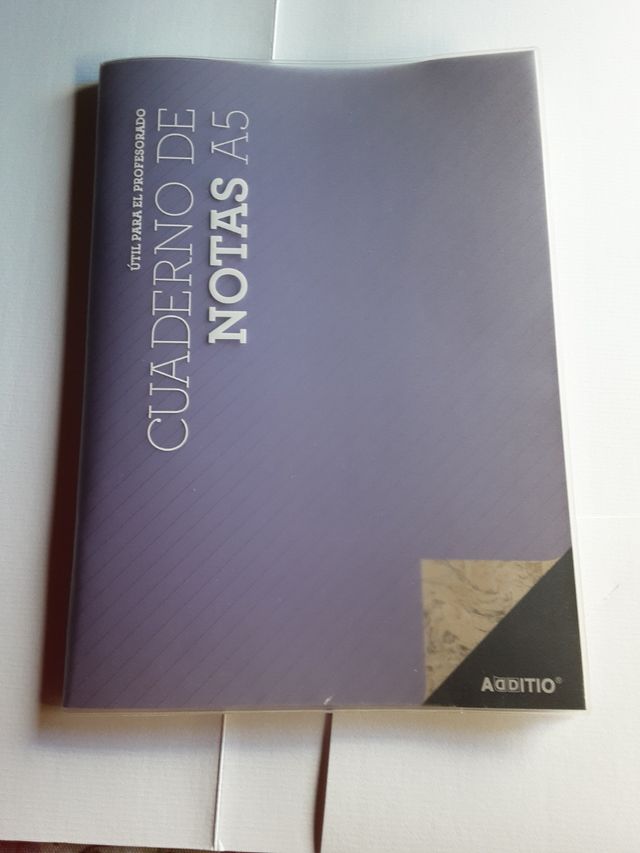 ÚTIL PARA EL PROFESORADO
CUADERNO DE
NOTAS A5
ADDITIO®